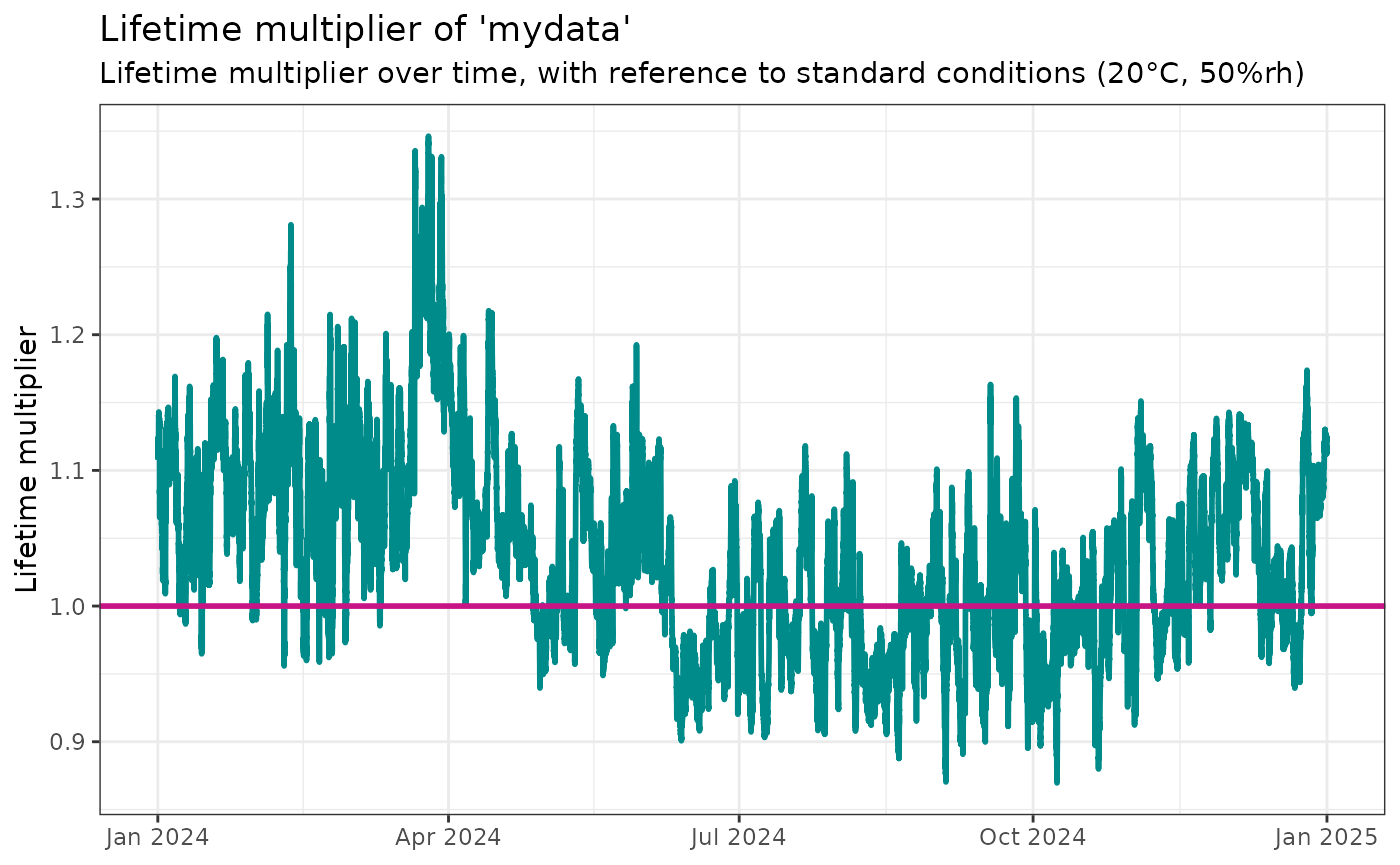 Lifetime multiplier of 'mydata'
Lifetime multiplier over time, with reference to standard conditions (20°C, 50%rh)
Lifetime multiplier
1.3
1.2
1.1
1.0
0.9
Jan 2024 Apr 2024 Jul 2024 Oct 2024 Jan 2025